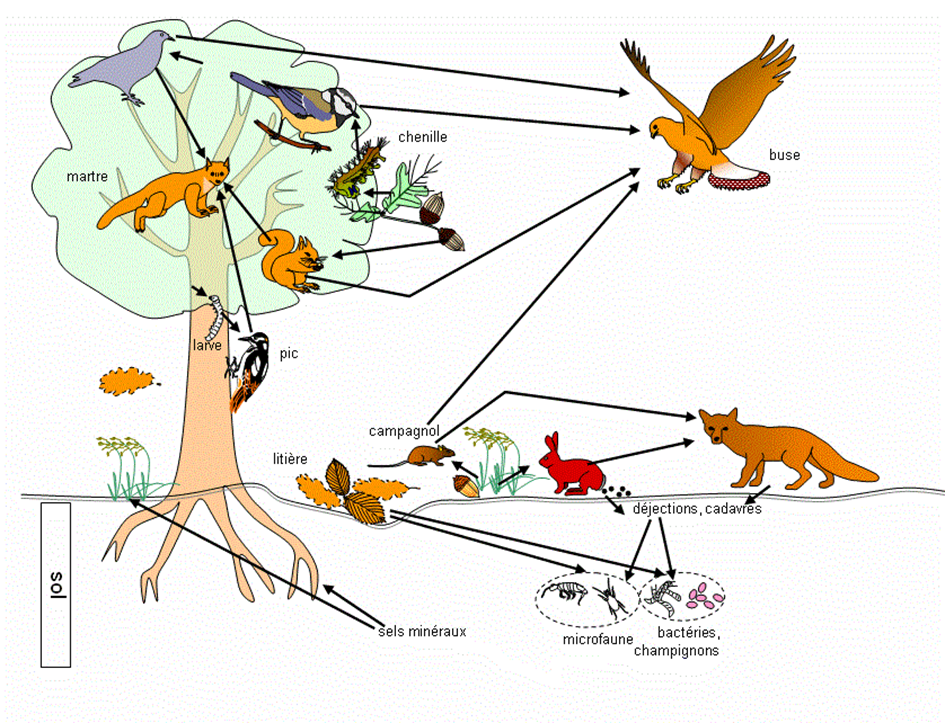 chenille
buse
martre
larve
pic
campagnol
litière
déjections, cadavres
sol
sels minéraux
microfaune
bactéries,
champignons